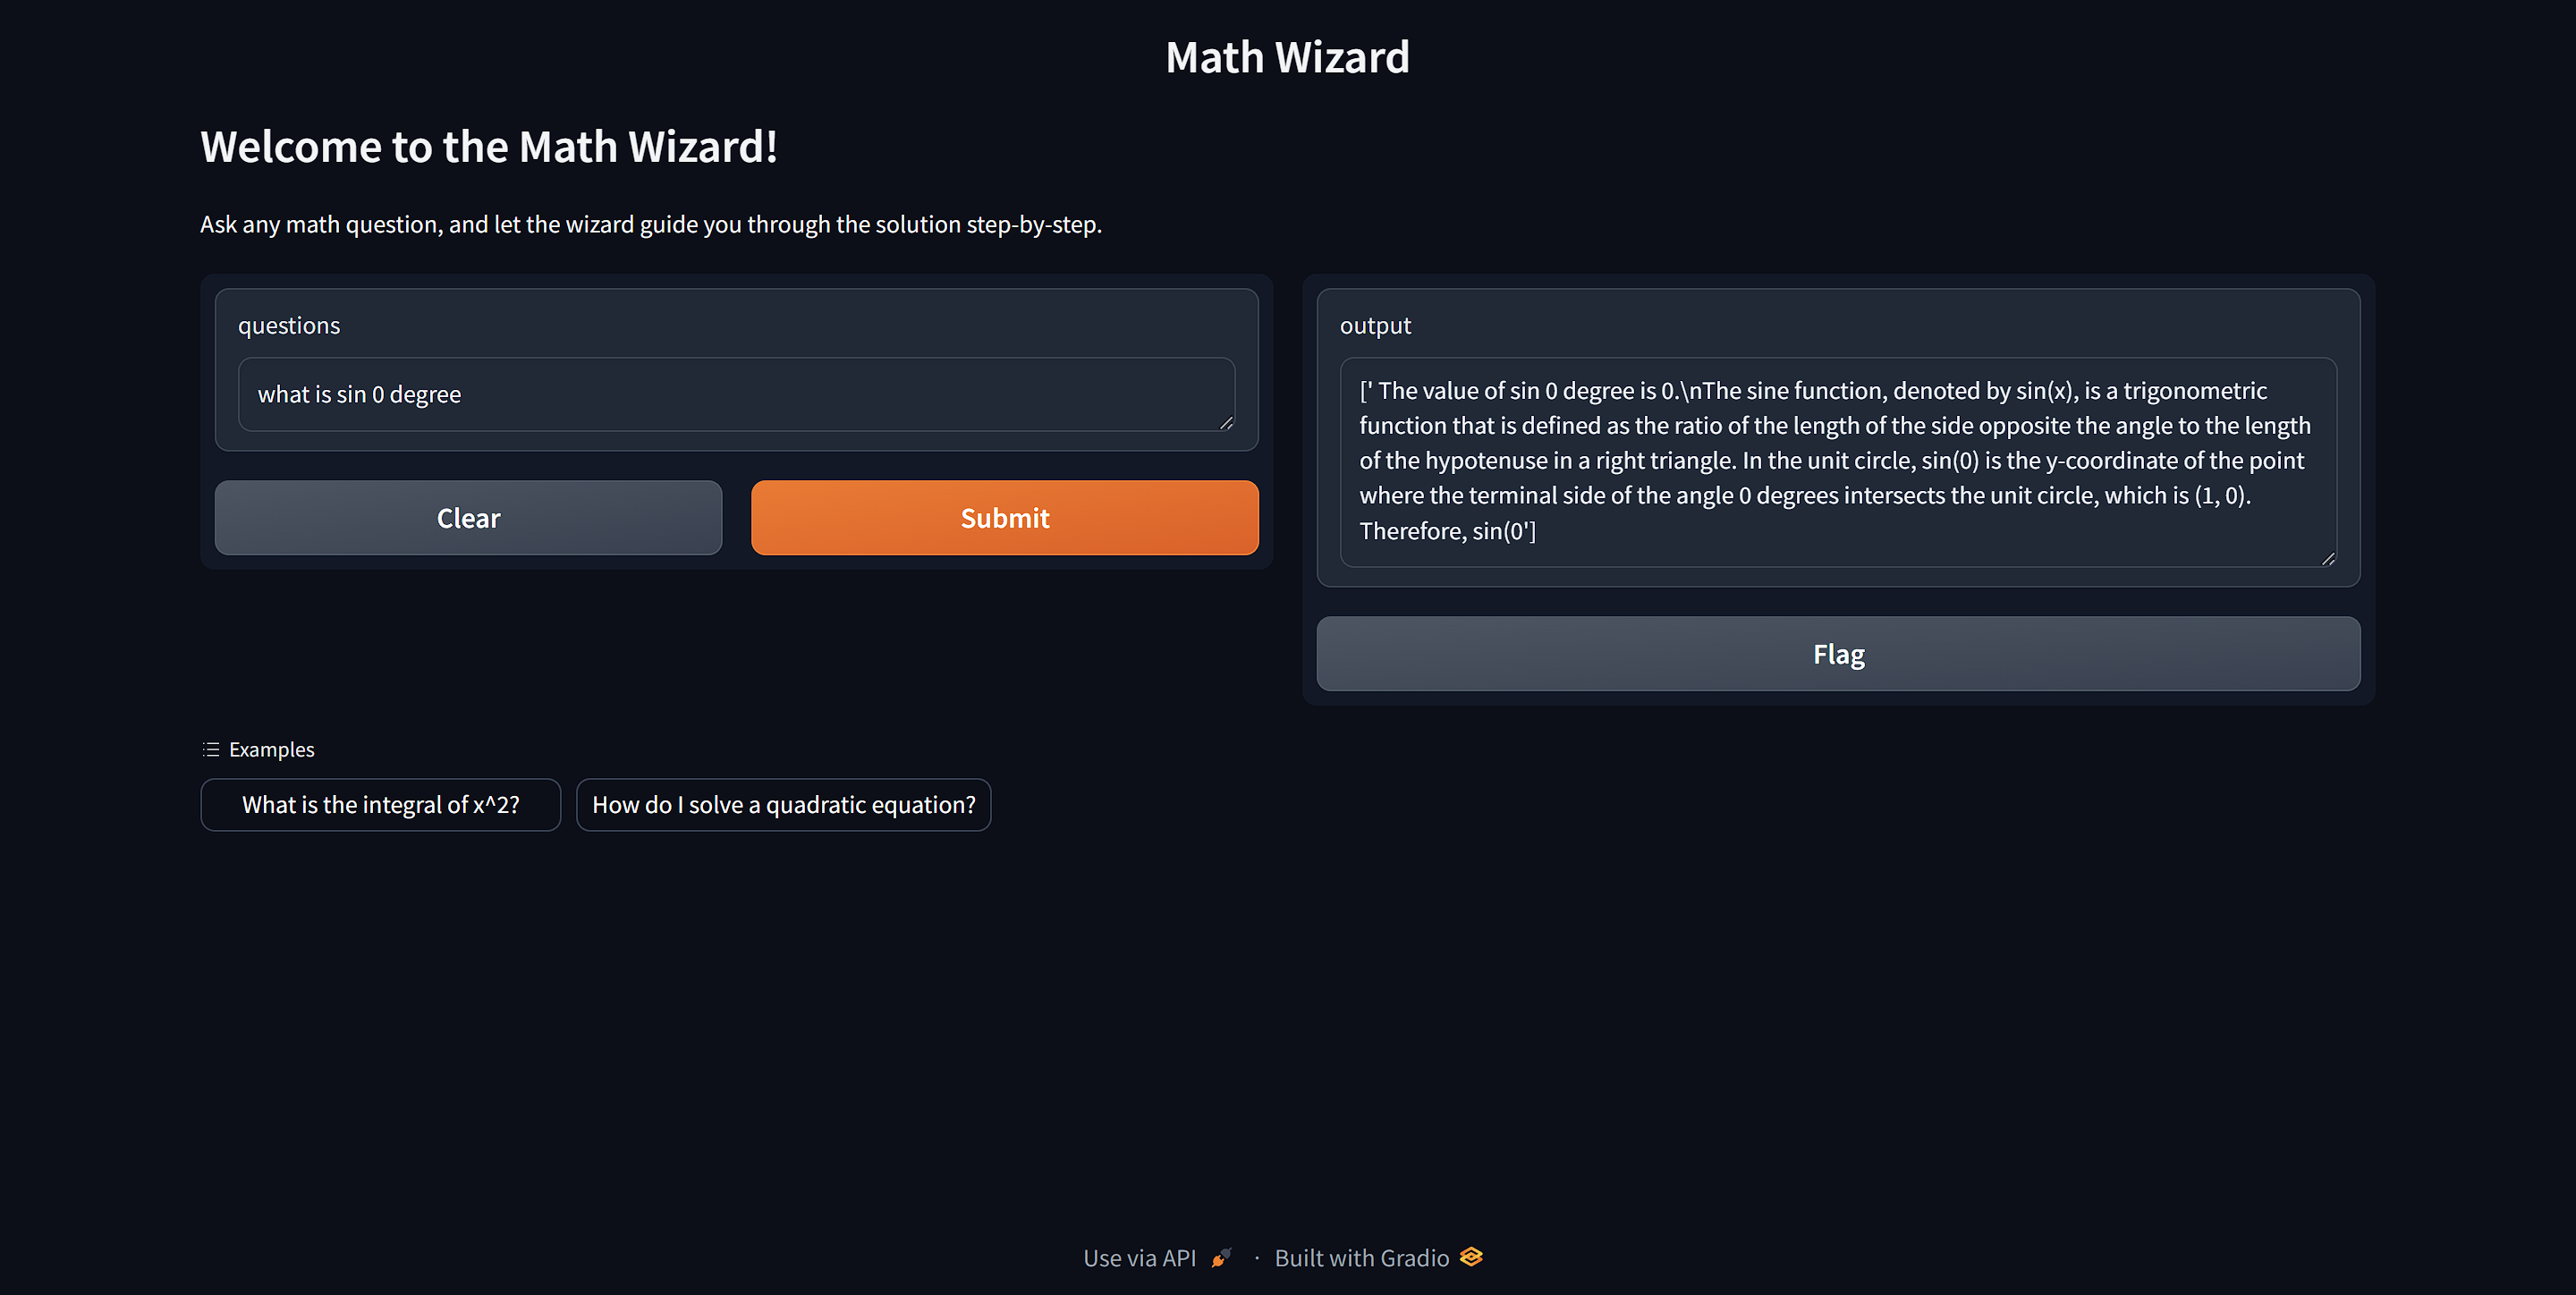 Math Wizard
Welcome to the Math Wizard!
Ask any math question, and let the wizard guide you through the solution step-by-step.
questions
what is sin 0 degree
Clear
Submit
output
[' The value of sin 0 degree is 0.\nThe sine function, denoted by sin(x), is a trigonometric
function that is defined as the ratio of the length of the side opposite the angle to the length
of the hypotenuse in a right triangle. In the unit circle, sin(0) is the y-coordinate of the point
where the terminal side of the angle 0 degrees intersects the unit circle, which is (1, 0).
Therefore, sin(0']
Flag
Examples
What is the integral of x^2?
How do I solve a quadratic equation?
Use via API · Built with Gradio